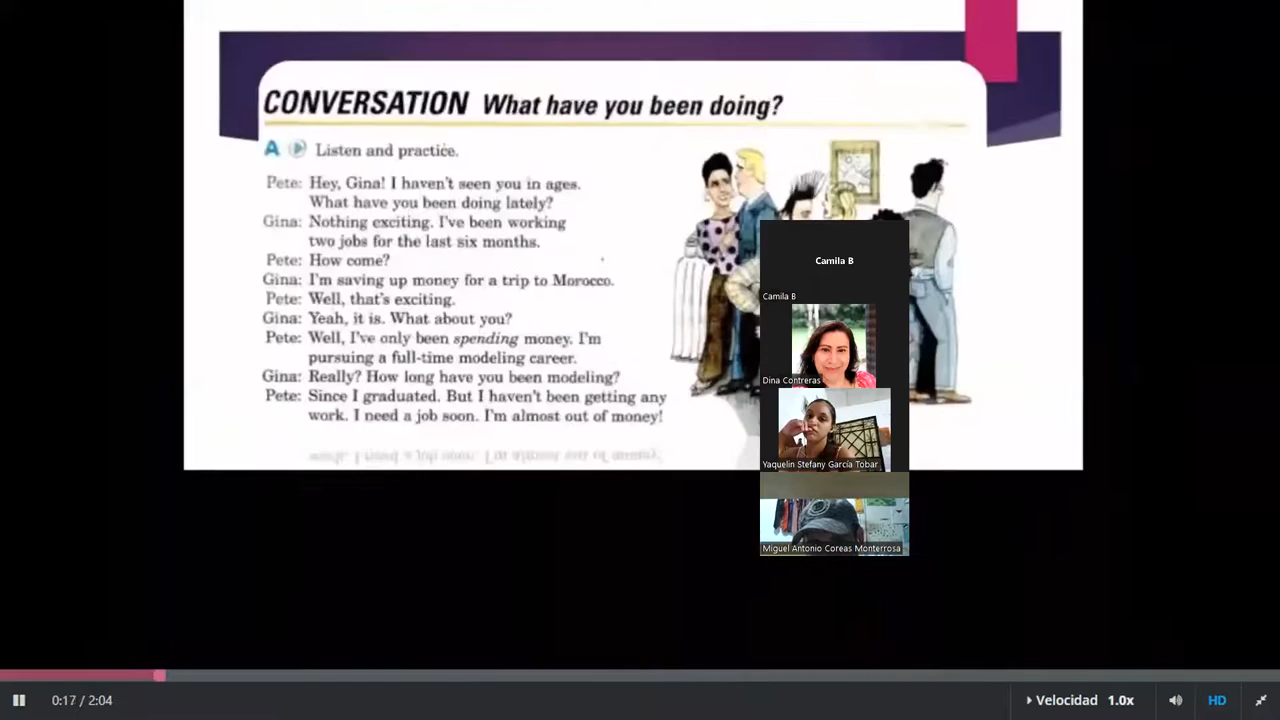 CONVERSATION What have you been doing?
A Listen and practice.
Pete: Hey, Gina! I haven't seen you in ages.
What have you been doing lately?
Gina: Nothing exciting. I've been working
two jobs for the last six months.
Pete: How come?
Gina: I'm saving up money for a trip to Morocco.
Pete: Well, that's exciting.
Gina: Yeah, it is. What about you?
Pete: Well, I've only been spending money. I'm
pursuing a full-time modeling career.
Gina: Really? How long have you been modeling?
Pete: Since I graduated. But I haven't been getting any
work. I need a job soon. I'm almost out of money!
Camila B
Camila B
Dina Contreras
Yaquelin Stefany García Tobar
Miguel Antonio Coreas Monterrosa
0:17 / 2:04
Velocidad 1.0x
HD